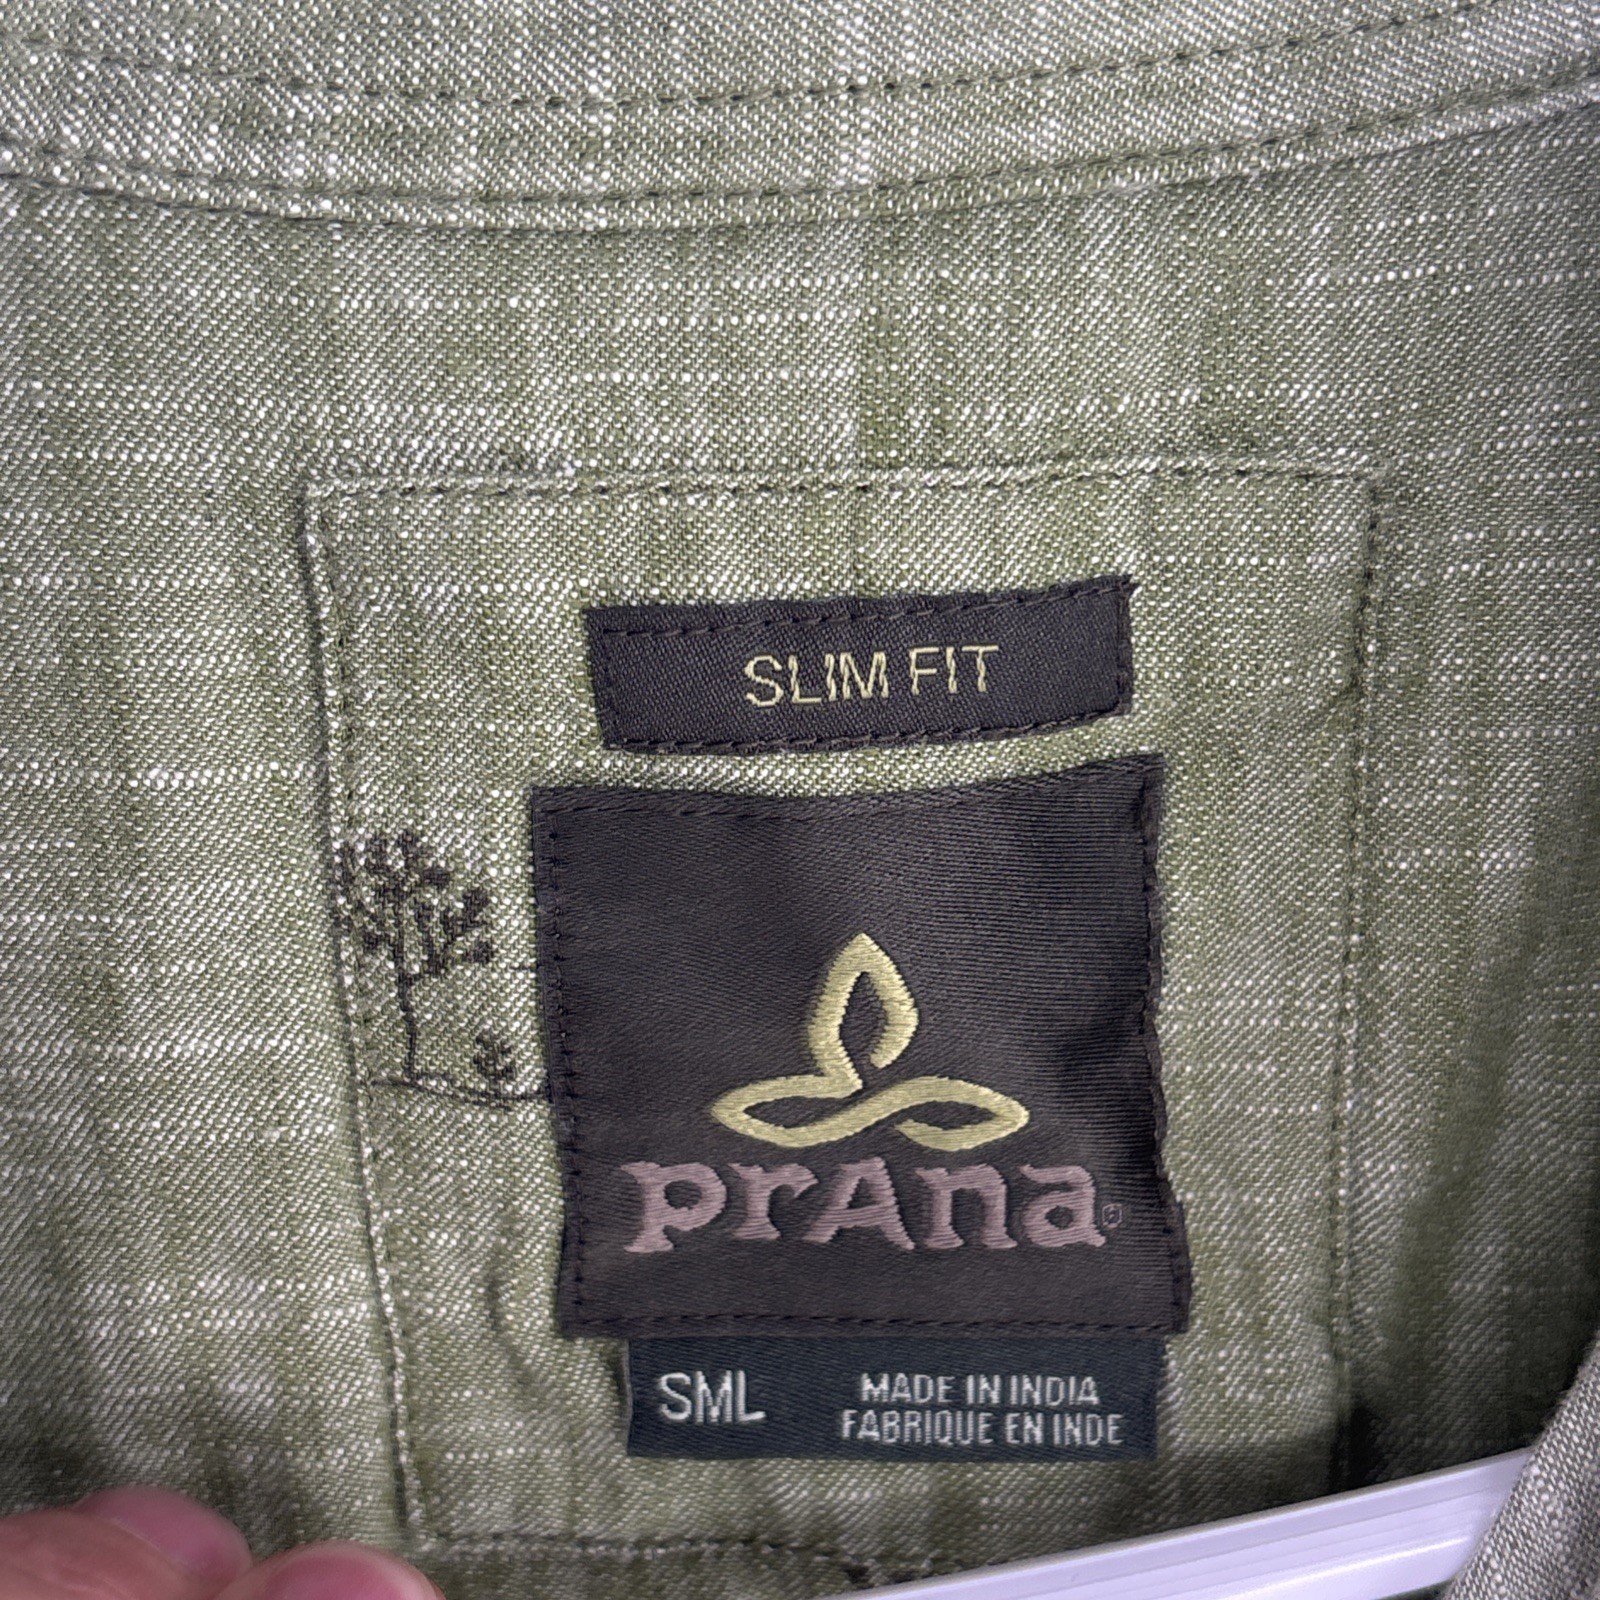 SLIM FIT
prAna®
SML
MADE IN INDIA
FABRIQUE EN INDE